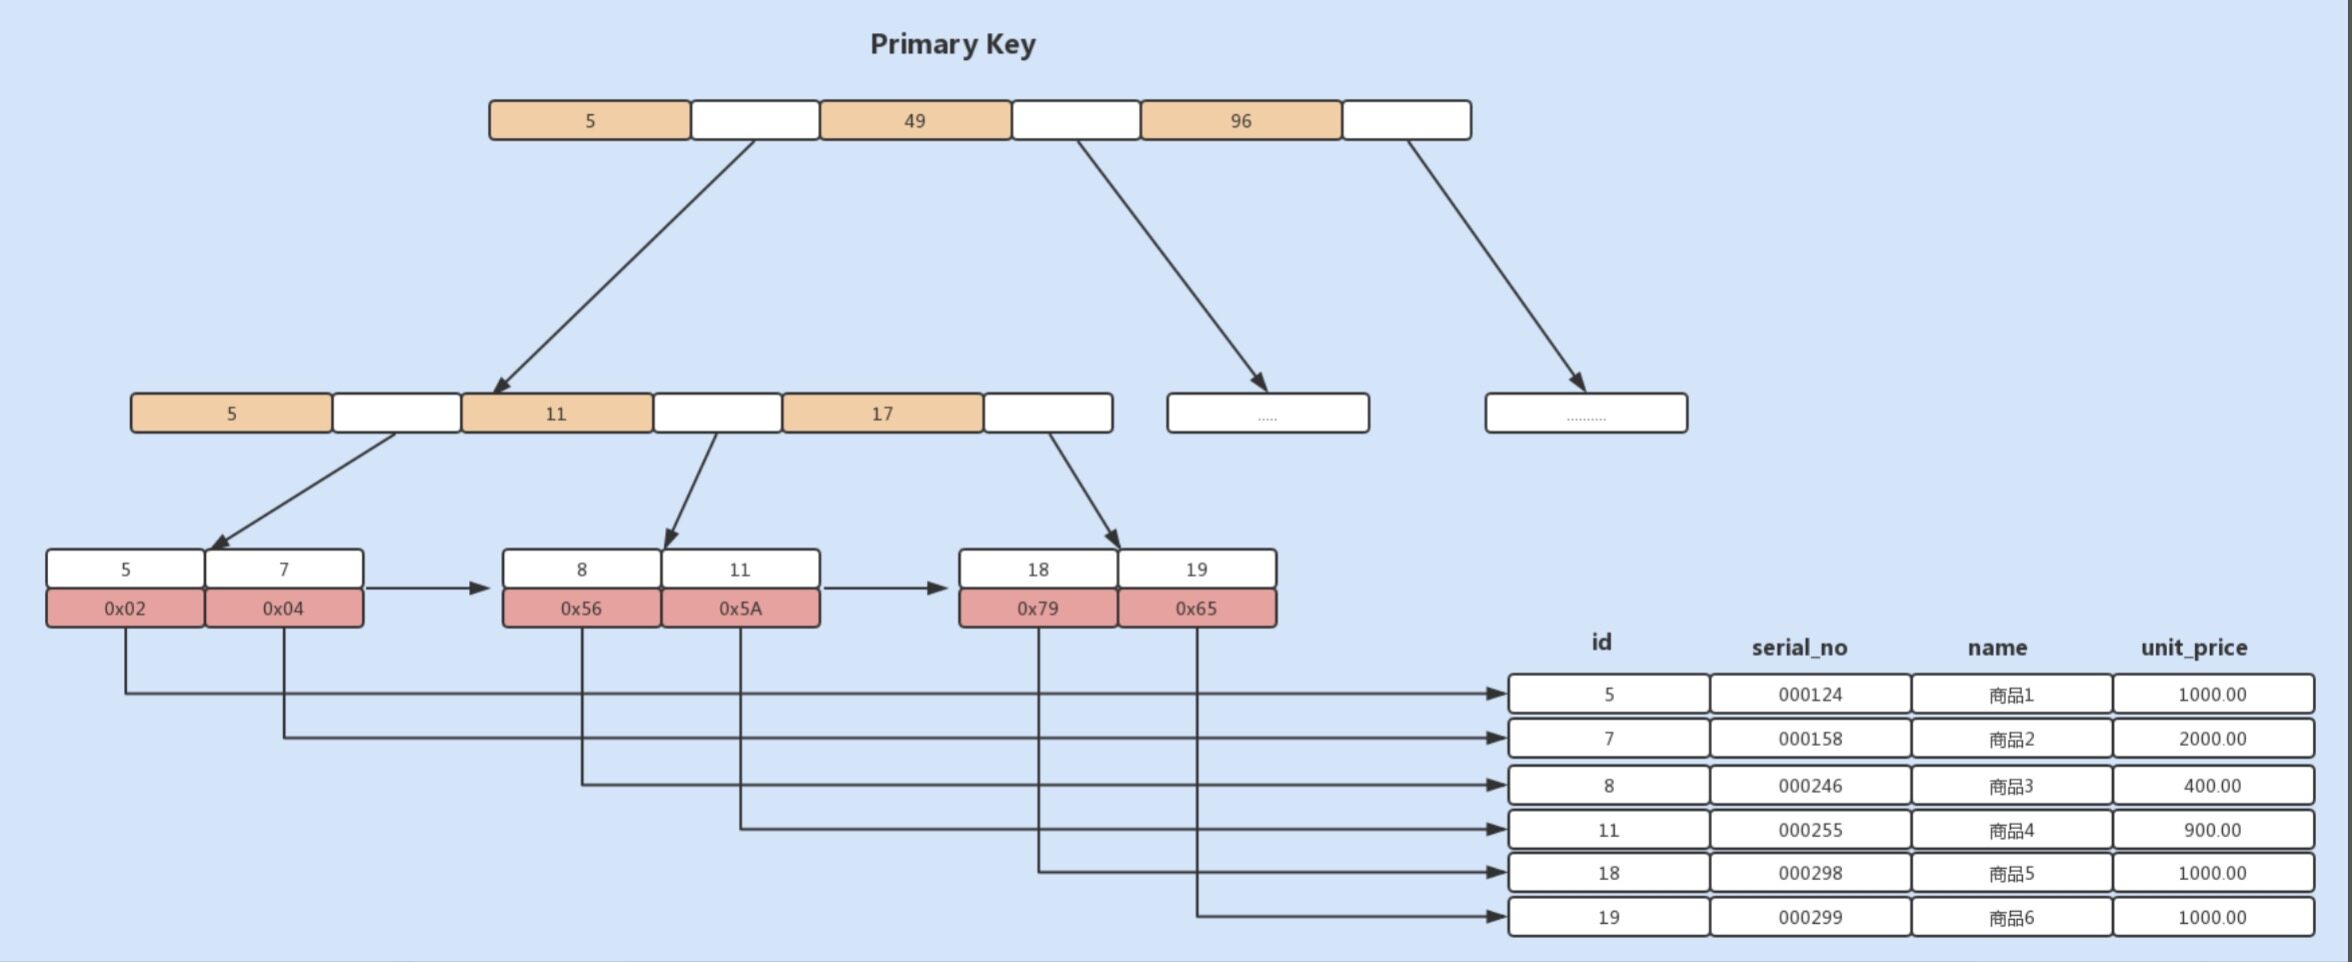 Primary Key
5 49 96
5 11 17 ..... ..........
5 7 8 11 18 19
0x02 0x04 0x56 0x5A 0x79 0x65
id serial_no name unit_price
5 000124 商品1 1000.00
7 000158 商品2 2000.00
8 000246 商品3 400.00
11 000255 商品4 900.00
18 000298 商品5 1000.00
19 000299 商品6 1000.00